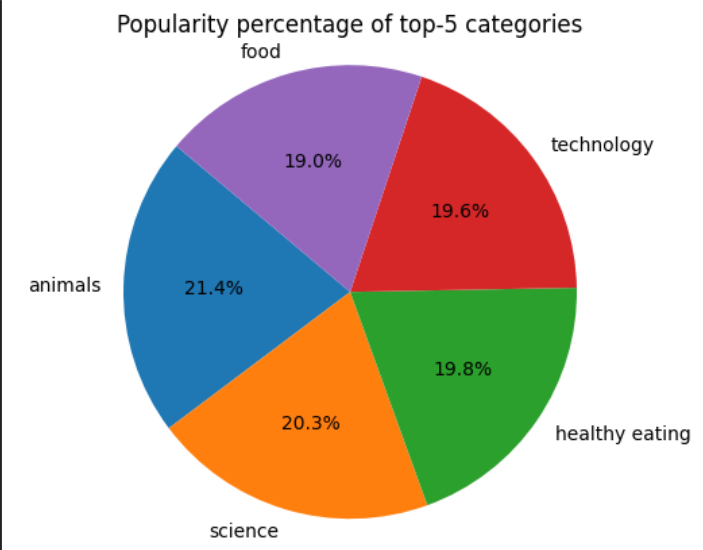 Popularity percentage of top-5 categories
food
technology
19.0%
19.6%
animals
21.4%
19.8%
20.3%
healthy eating
science